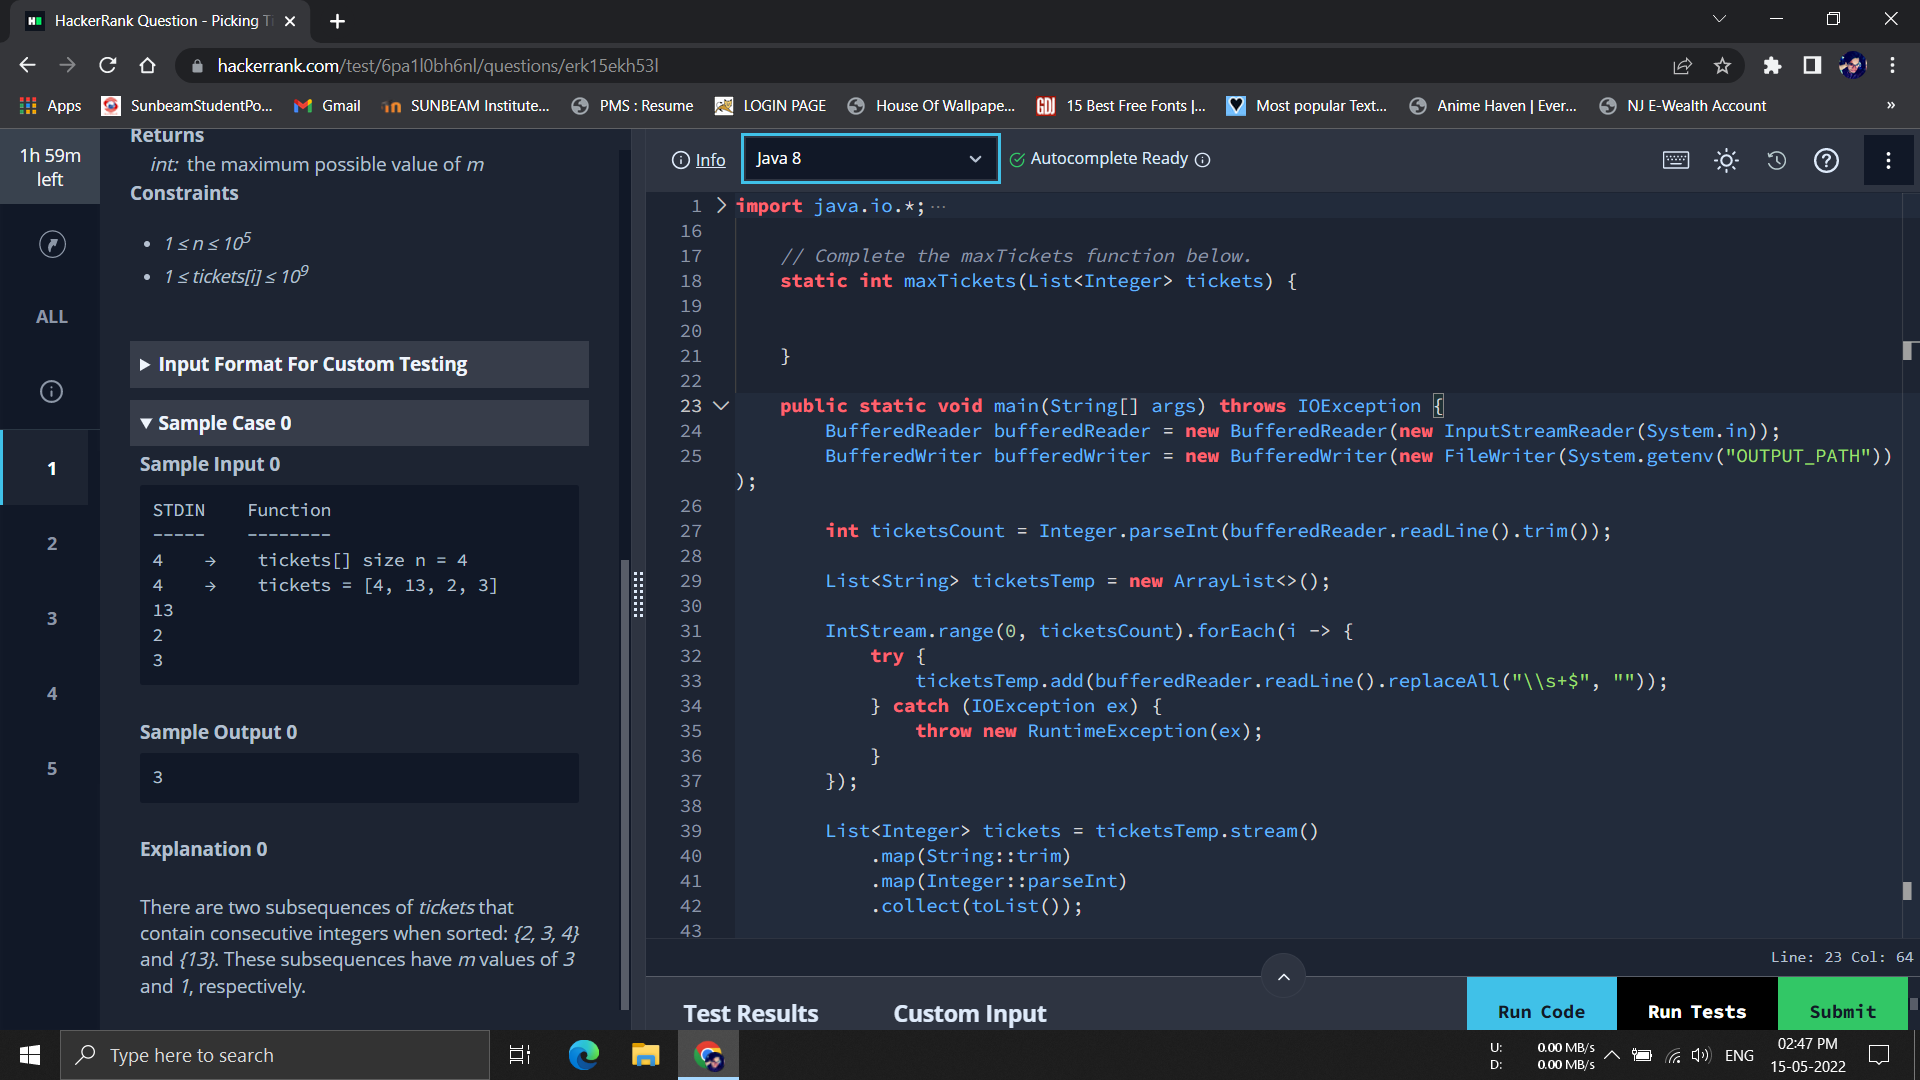 HackerRank Question - Picking Ti
hackerrank.com/test/6pa1l0bh6nl/questions/erk15ekh53l
Apps SunbeamStudentPo... Gmail SUNBEAM Institute... PMS : Resume LOGIN PAGE House Of Wallpape... 15 Best Free Fonts |... Most popular Text... Anime Haven | Ever... NJ E-Wealth Account »
1h 59m
left
ALL
1
2
3
4
5
Returns
int: the maximum possible value of m
Constraints
• 1 ≤ n ≤ 10⁵
• 1 ≤ tickets[i] ≤ 10⁹
Input Format For Custom Testing
Sample Case 0
Sample Input 0
STDIN Function
----- --------
4 → tickets[] size n = 4
4 → tickets = [4, 13, 2, 3]
13
2
3
Sample Output 0
3
Explanation 0
There are two subsequences of tickets that
contain consecutive integers when sorted: {2, 3, 4}
and {13}. These subsequences have m values of 3
and 1, respectively.
Info Java 8 Autocomplete Ready
1 import java.io.*; ...
16
17 // Complete the maxTickets function below.
18 static int maxTickets(List<Integer> tickets) {
19
20
21 }
22
23 public static void main(String[] args) throws IOException {
24 BufferedReader bufferedReader = new BufferedReader(new InputStreamReader(System.in));
25 BufferedWriter bufferedWriter = new BufferedWriter(new FileWriter(System.getenv("OUTPUT_PATH"))
);
26
27 int ticketsCount = Integer.parseInt(bufferedReader.readLine().trim());
28
29 List<String> ticketsTemp = new ArrayList<>();
30
31 IntStream.range(0, ticketsCount).forEach(i -> {
32 try {
33 ticketsTemp.add(bufferedReader.readLine().replaceAll("\\s+$", ""));
34 } catch (IOException ex) {
35 throw new RuntimeException(ex);
36 }
37 });
38
39 List<Integer> tickets = ticketsTemp.stream()
40 .map(String::trim)
41 .map(Integer::parseInt)
42 .collect(toList());
43
Line: 23 Col: 64
Test Results Custom Input Run Code Run Tests Submit
Type here to search
U: 0.00 MB/s
D: 0.00 MB/s
ENG
02:47 PM
15-05-2022